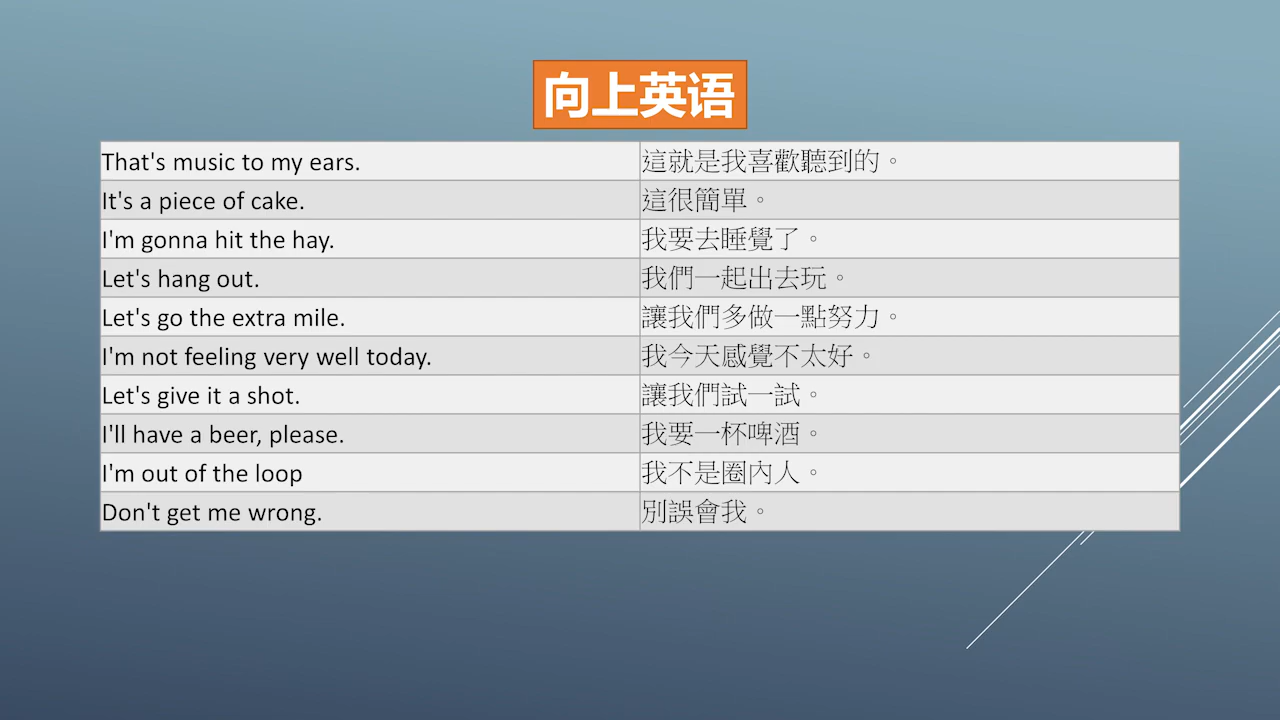 向上英语
That's music to my ears. 這就是我喜歡聽到的。
It's a piece of cake. 這很簡單。
I'm gonna hit the hay. 我要去睡覺了。
Let's hang out. 我們一起出去玩。
Let's go the extra mile. 讓我們多做一點努力。
I'm not feeling very well today. 我今天感覺不太好。
Let's give it a shot. 讓我們試一試。
I'll have a beer, please. 我要一杯啤酒。
I'm out of the loop 我不是圈內人。
Don't get me wrong. 別誤會我。